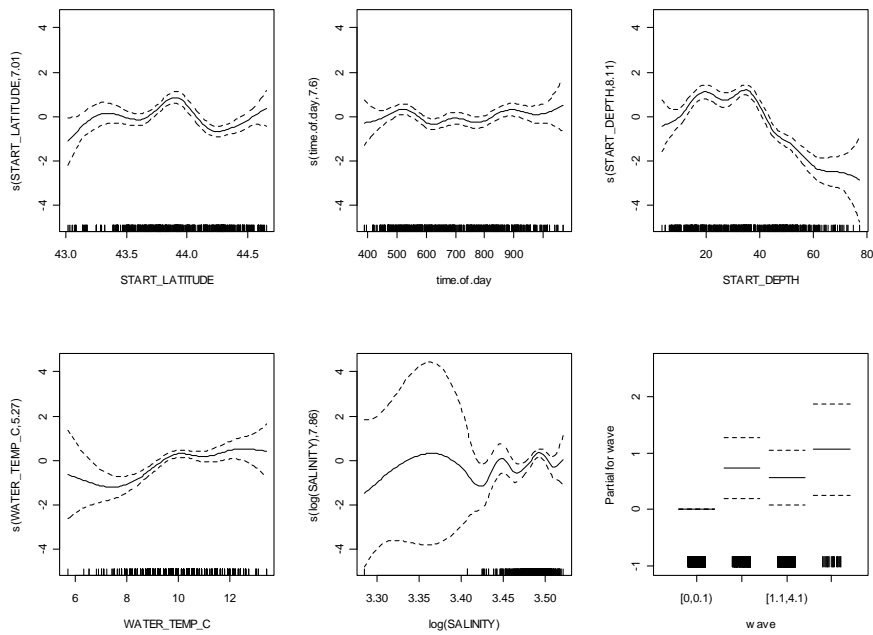 s(START_LATITUDE,7.01)
4
2
0
-2
-4
43.0 43.5 44.0 44.5
START_LATITUDE
s(time.of.day,7.6)
4
2
0
-2
-4
400 500 600 700 800 900
time.of.day
s(START_DEPTH,8.11)
4
2
0
-2
-4
20 40 60 80
START_DEPTH
s(WATER_TEMP_C,5.27)
4
2
0
-2
-4
6 8 10 12
WATER_TEMP_C
s(log(SALINITY),7.86)
4
2
0
-2
-4
3.30 3.35 3.40 3.45 3.50
log(SALINITY)
Partial for wave
2
1
0
-1
[0,0.1) [1.1,4.1)
wave